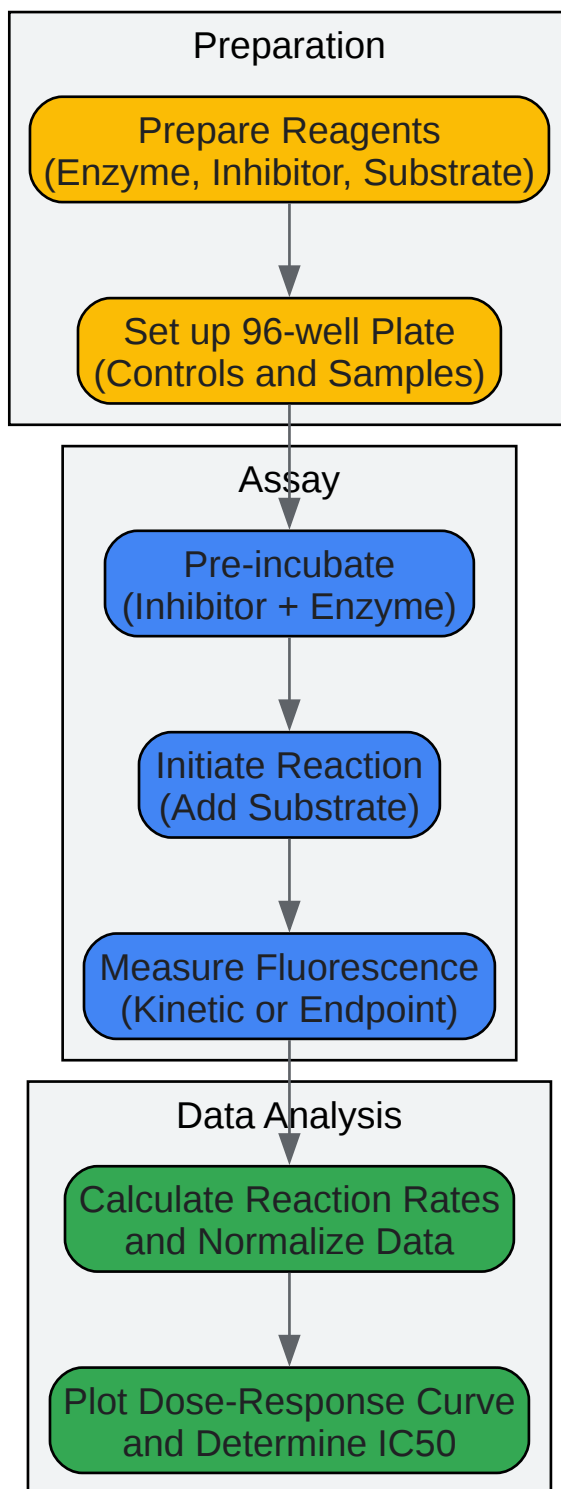 Preparation
Prepare Reagents
(Enzyme, Inhibitor, Substrate)
Set up 96-well Plate
(Controls and Samples)
Assay
Pre-incubate
(Inhibitor + Enzyme)
Initiate Reaction
(Add Substrate)
Measure Fluorescence
(Kinetic or Endpoint)
Data Analysis
Calculate Reaction Rates
and Normalize Data
Plot Dose-Response Curve
and Determine IC50